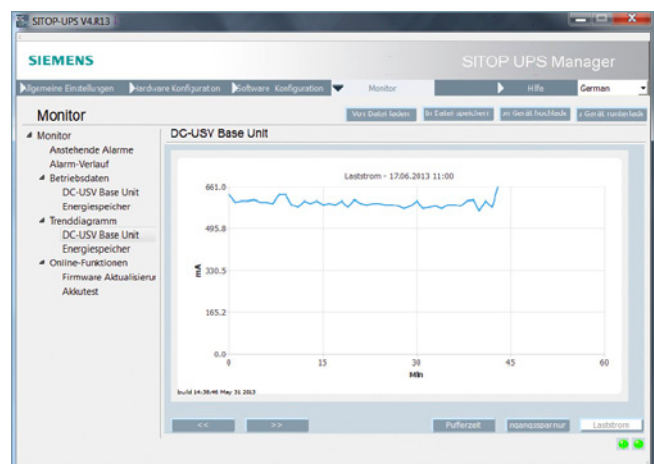 SITOP-UPS V4.R13
SIEMENS
SITOP UPS Manager
Allgemeine Einstellungen
Hardware Konfiguration
Software Konfiguration
Monitor
Hilfe
German
Monitor
Von Datei laden
In Datei speichern
DC-USV Base Unit
Monitor
Anstehende Alarme
Alarm-Verlauf
Betriebsdaten
DC-USV Base Unit
Energiespeicher
Trenddiagramm
DC-USV Base Unit
Energiespeicher
Online-Funktionen
Firmware Aktualisierur
Akkutest
Laststrom - 17.06.2013 11:00
661.0
495.8
mA
330.5
165.2
0.0
0 15 30 45 60
Min
build 14:38:46 May 31 2013
<<
>>
Pufferzeit
Laststrom